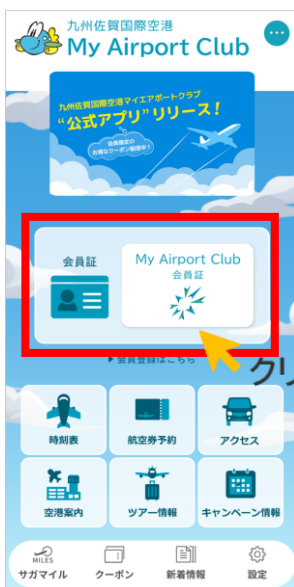 九州佐賀国際空港
My Airport Club
九州佐賀国際空港マイエアポートクラブ
“公式アプリ”リリース！
会員限定の
お得なクーポン配信中！
会員証
My Airport Club
会員証
会員登録はこちら
クリ
時刻表
航空券予約
アクセス
空港案内
ツアー情報
キャンペーン情報
MILES
サガマイル
クーポン
新着情報
設定